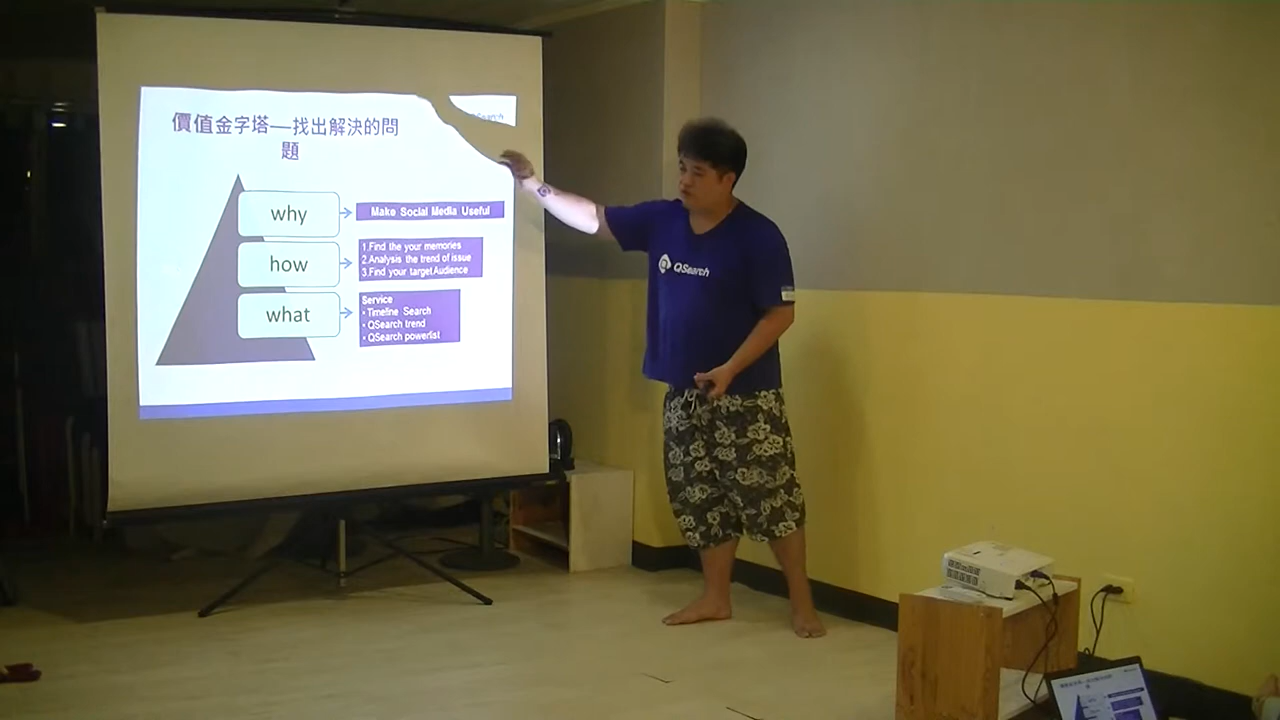 價值金字塔—找出解決的問
題
why
Make Social Media Useful
how
1.Find the your memories
2.Analysis the trend of issue
3.Find your targetAudience
what
Service
• Timeline Search
• QSearch trend
• QSearch powerlist
QSearch